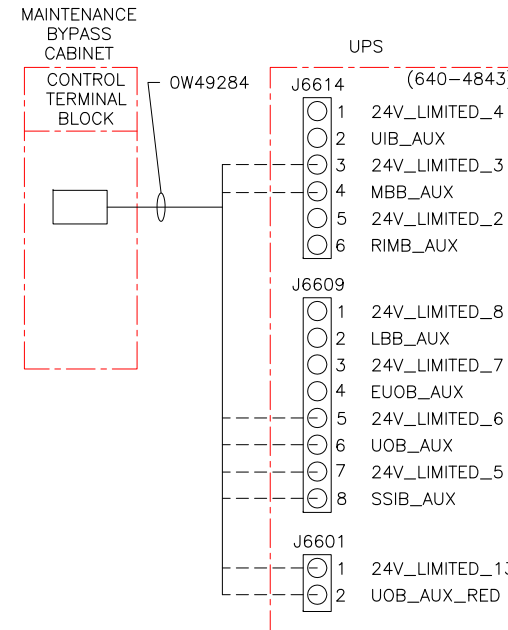 MAINTENANCE
BYPASS
CABINET
CONTROL
TERMINAL
BLOCK
0W49284
UPS
(640-4843)
J6614
1 24V_LIMITED_4
2 UIB_AUX
3 24V_LIMITED_3
4 MBB_AUX
5 24V_LIMITED_2
6 RIMB_AUX
J6609
1 24V_LIMITED_8
2 LBB_AUX
3 24V_LIMITED_7
4 EUOB_AUX
5 24V_LIMITED_6
6 UOB_AUX
7 24V_LIMITED_5
8 SSIB_AUX
J6601
1 24V_LIMITED_13
2 UOB_AUX_RED